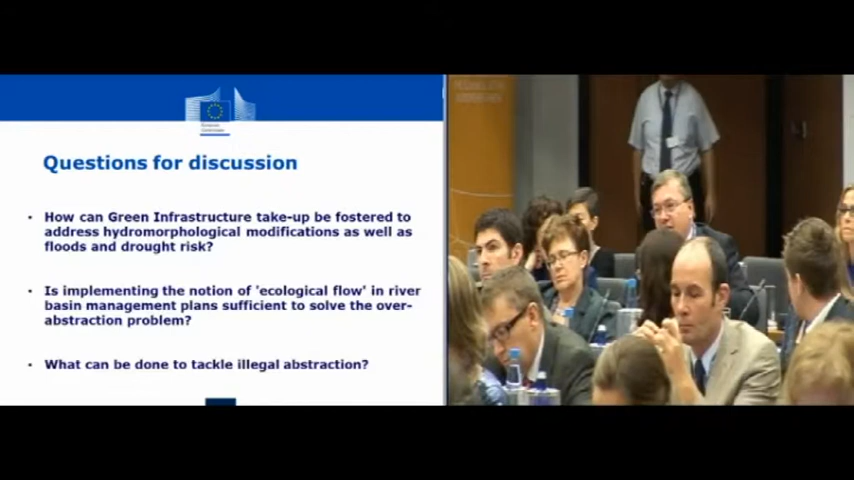 European
Commission
Questions for discussion
• How can Green Infrastructure take-up be fostered to
address hydromorphological modifications as well as
floods and drought risk?
• Is implementing the notion of 'ecological flow' in river
basin management plans sufficient to solve the over-
abstraction problem?
• What can be done to tackle illegal abstraction?